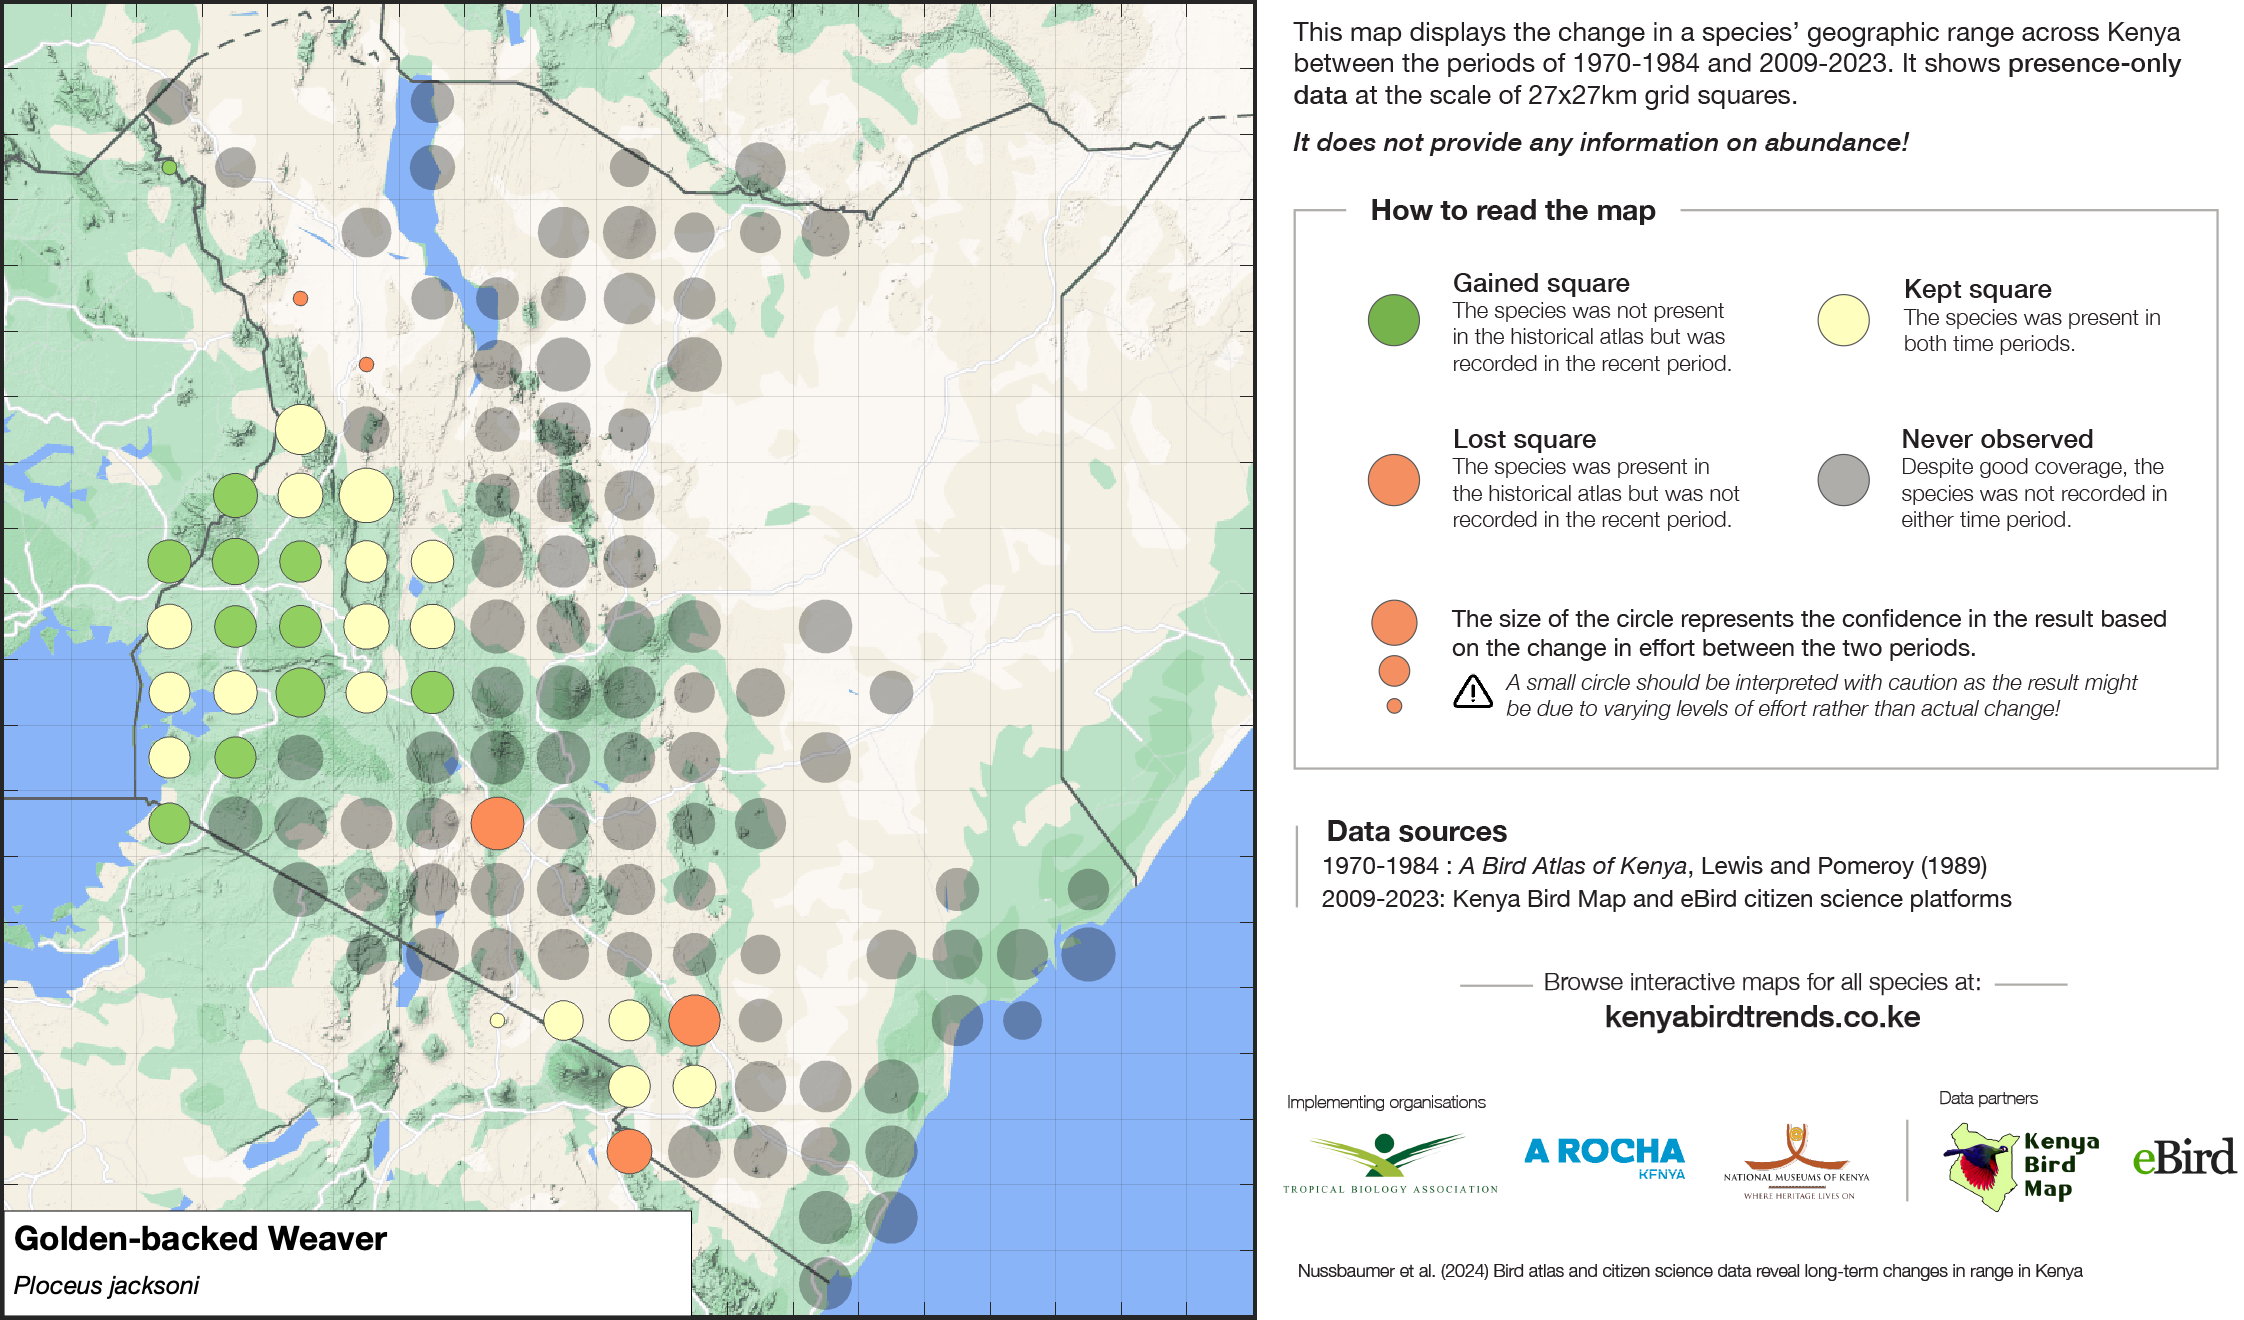 This map displays the change in a species’ geographic range across Kenya
between the periods of 1970-1984 and 2009-2023. It shows presence-only
data at the scale of 27x27km grid squares.
It does not provide any information on abundance!
How to read the map
Gained square
The species was not present
in the historical atlas but was
recorded in the recent period.
Kept square
The species was present in
both time periods.
Lost square
The species was present in
the historical atlas but was not
recorded in the recent period.
Never observed
Despite good coverage, the
species was not recorded in
either time period.
The size of the circle represents the confidence in the result based
on the change in effort between the two periods.
A small circle should be interpreted with caution as the result might
be due to varying levels of effort rather than actual change!
Data sources
1970-1984 : A Bird Atlas of Kenya, Lewis and Pomeroy (1989)
2009-2023: Kenya Bird Map and eBird citizen science platforms
Browse interactive maps for all species at:
kenyabirdtrends.co.ke
Implementing organisations
Data partners
TROPICAL BIOLOGY ASSOCIATION
A ROCHA
KENYA
NATIONAL MUSEUMS OF KENYA
WHERE HERITAGE LIVES ON
Kenya
Bird
Map
eBird
Golden-backed Weaver
Ploceus jacksoni
Nussbaumer et al. (2024) Bird atlas and citizen science data reveal long-term changes in range in Kenya